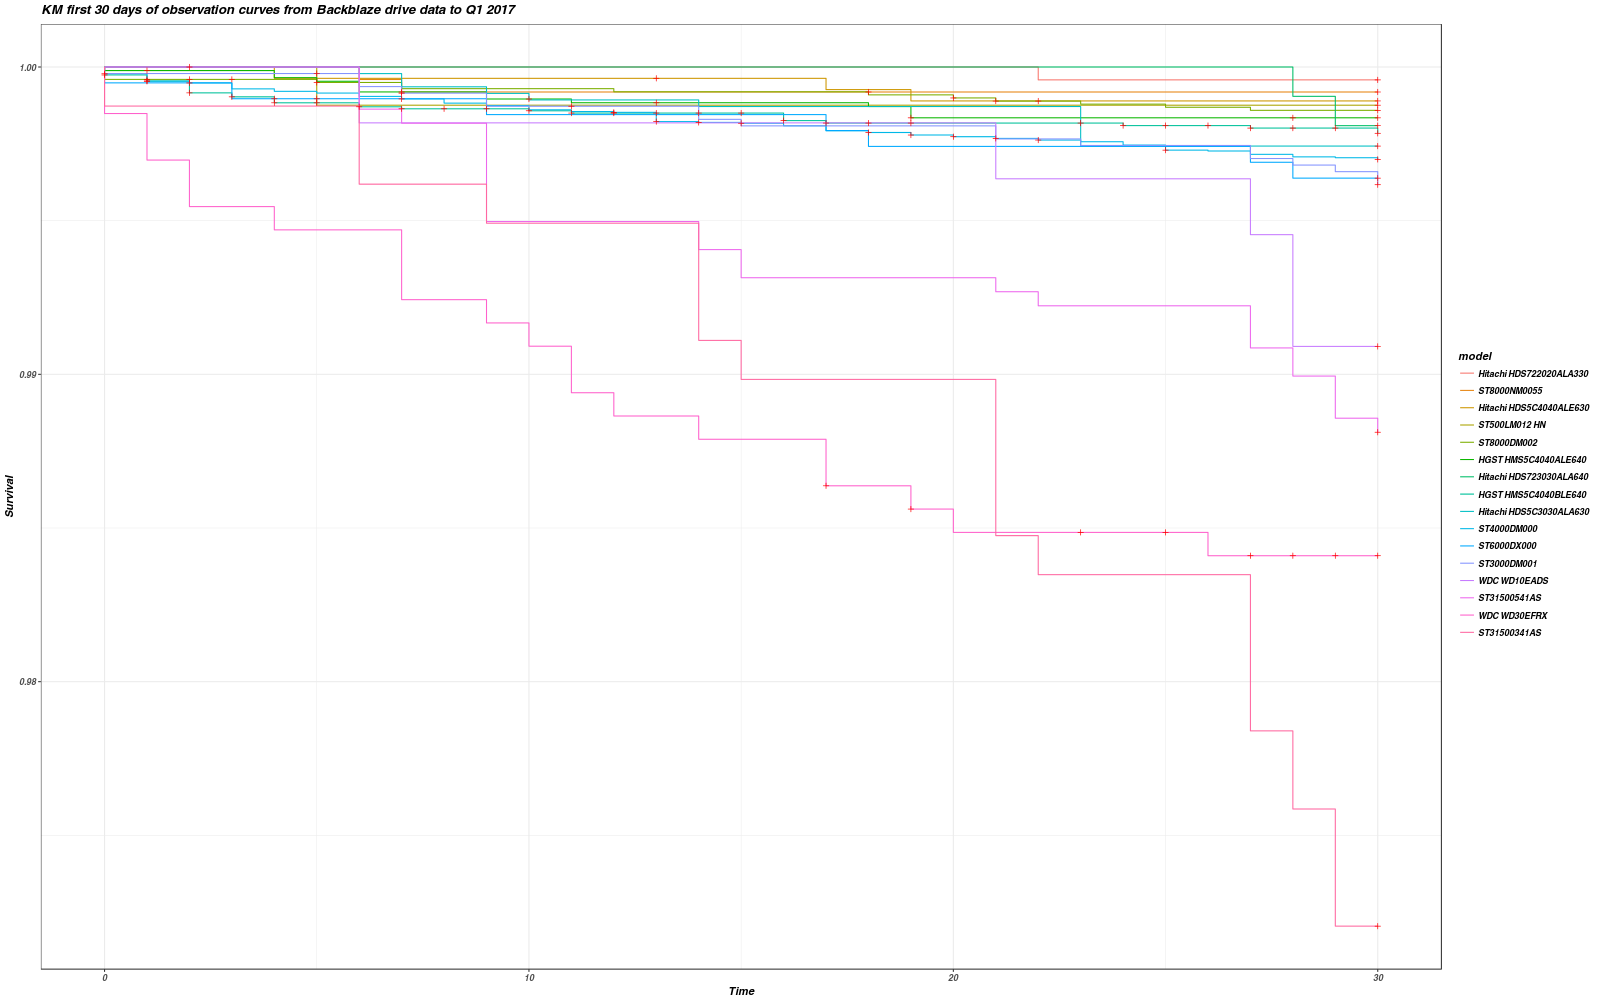 KM first 30 days of observation curves from Backblaze drive data to Q1 2017
1.00
0.99
0.98
Survival
0
10
20
30
Time
model
Hitachi HDS722020ALA330
ST8000NM0055
Hitachi HDS5C4040ALE630
ST500LM012 HN
ST8000DM002
HGST HMS5C4040ALE640
Hitachi HDS723030ALA640
HGST HMS5C4040BLE640
Hitachi HDS5C3030ALA630
ST4000DM000
ST6000DX000
ST3000DM001
WDC WD10EADS
ST31500541AS
WDC WD30EFRX
ST31500341AS